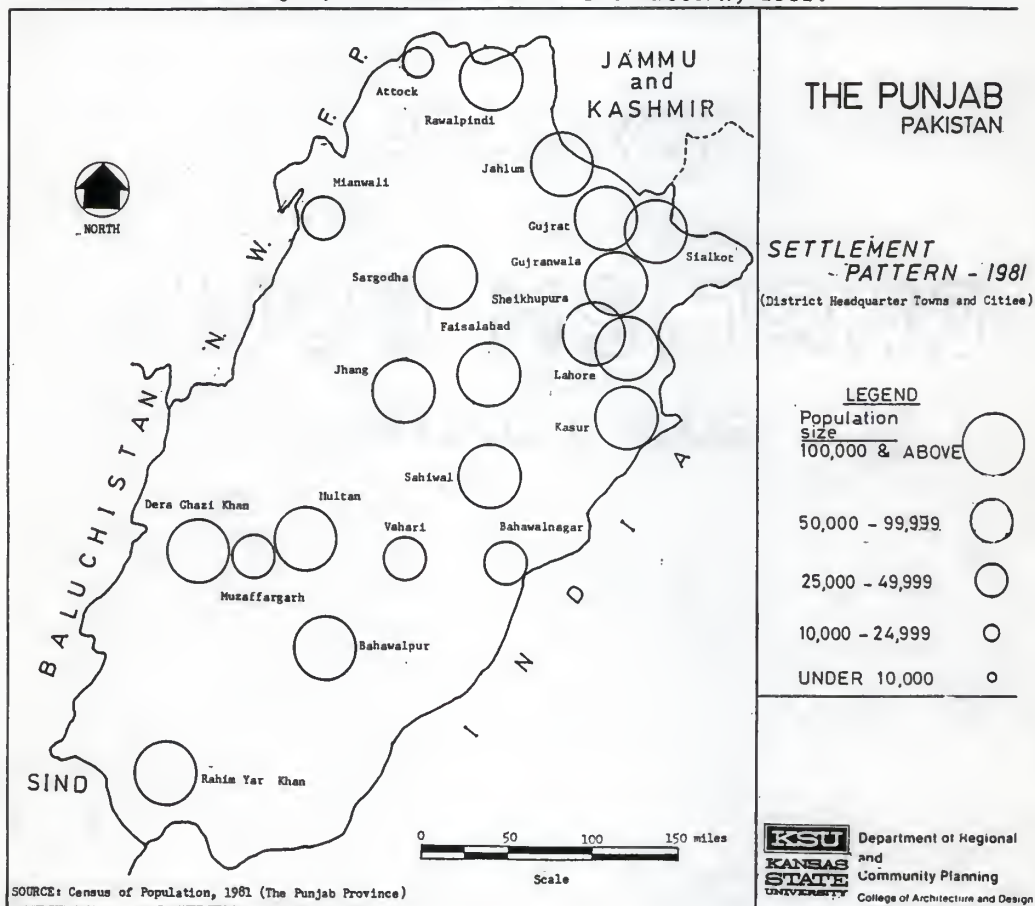 JAMMU
and
KASHMIR
N. W. F. P.
Attock
Rawalpindi
Jahlum
Mianwali
NORTH
Gujrat
Sialkot
Gujranwala
Sargodha
Sheikhupura
Faisalabad
Jhang
Lahore
Kasur
BALUCHISTAN
Sahiwal
Multan
Dera Ghazi Khan
Vehari
Bahawalnagar
Muzaffargarh
INDIA
Bahawalpur
SIND
Rahim Yar Khan
0 50 100 150 miles
Scale
SOURCE: Census of Population, 1981 (The Punjab Province)
THE PUNJAB
PAKISTAN
SETTLEMENT
PATTERN - 1981
(District Headquarter Towns and Cities)
LEGEND
Population
size
100,000 & ABOVE
50,000 - 99,999
25,000 - 49,999
10,000 - 24,999
UNDER 10,000
KSU
KANSAS
STATE
UNIVERSITY
Department of Regional
and
Community Planning
College of Architecture and Design